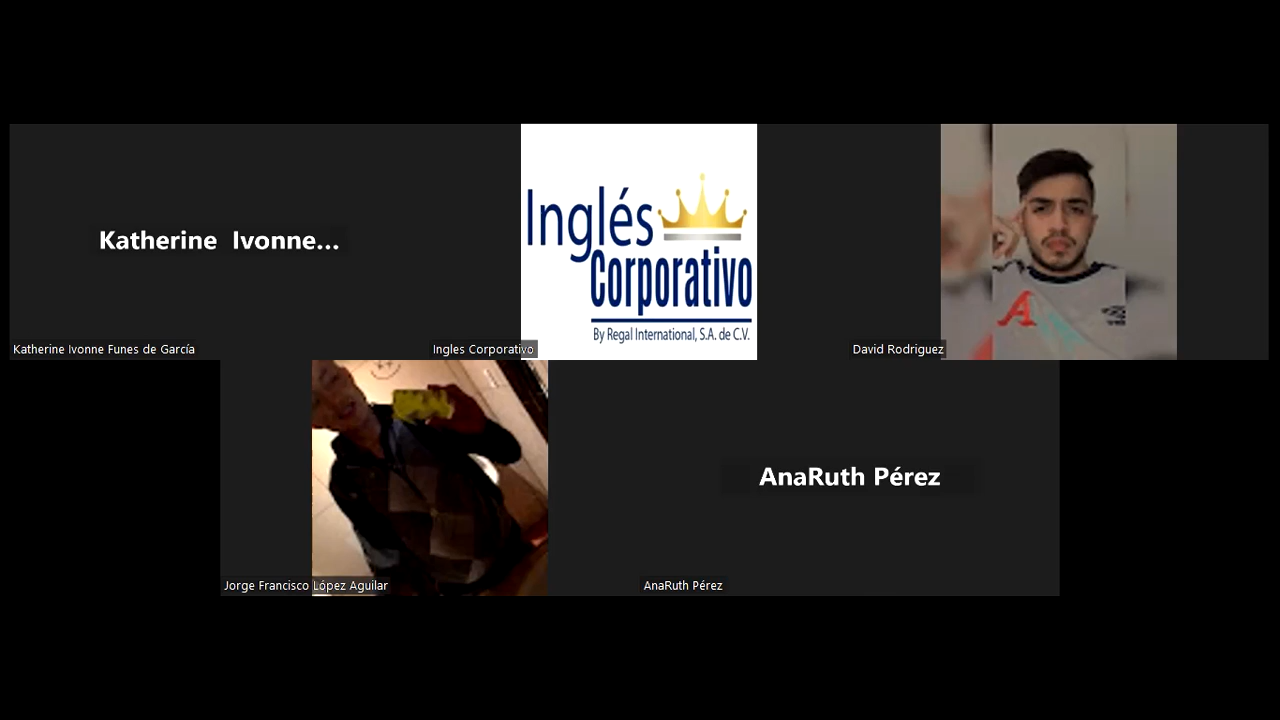 Katherine Ivonne...
Katherine Ivonne Funes de García
Inglés
Corporativo
By Regal International, S.A. de C.V.
Ingles Corporativo
David Rodriguez
A
Jorge Francisco López Aguilar
AnaRuth Pérez
AnaRuth Pérez